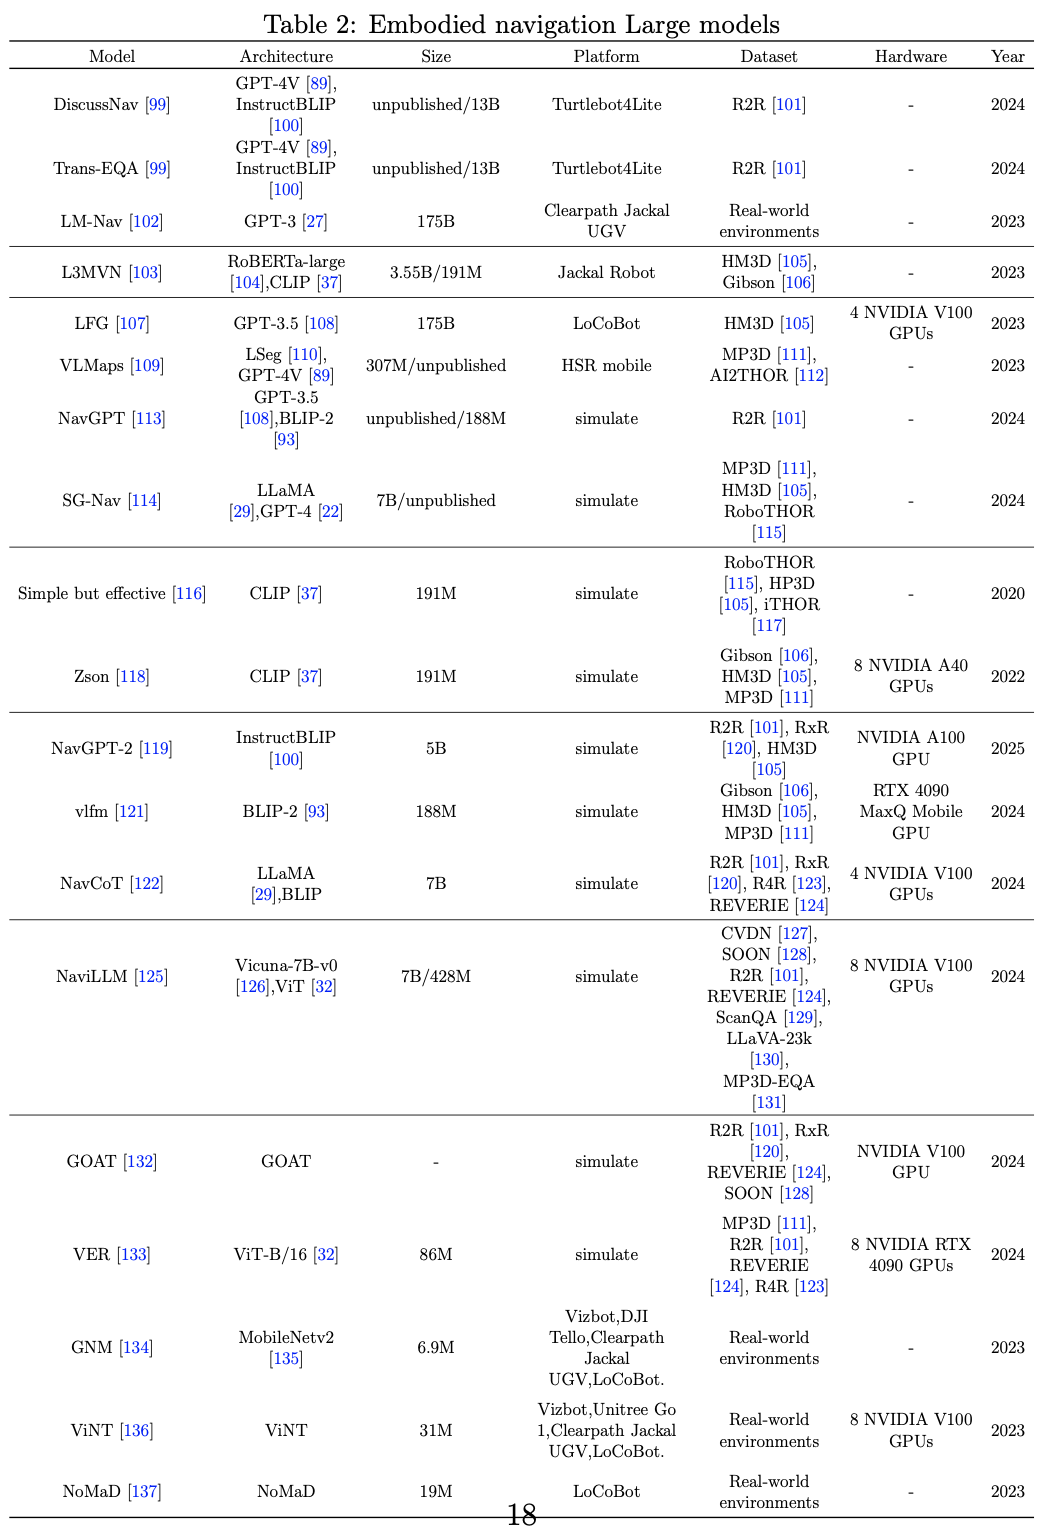 Table 2: Embodied navigation Large models
Model Architecture Size Platform Dataset Hardware Year
GPT-4V [89],
DiscussNav [99] InstructBLIP unpublished/13B Turtlebot4Lite R2R [101] - 2024
[100]
GPT-4V [89],
Trans-EQA [99] InstructBLIP unpublished/13B Turtlebot4Lite R2R [101] - 2024
[100]
LM-Nav [102] GPT-3 [27] 175B Clearpath Jackal Real-world - 2023
UGV environments
L3MVN [103] RoBERTa-large 3.55B/191M Jackal Robot HM3D [105], - 2023
[104],CLIP [37] Gibson [106]
LFG [107] GPT-3.5 [108] 175B LoCoBot HM3D [105] 4 NVIDIA V100 2023
GPUs
VLMaps [109] LSeg [110], 307M/unpublished HSR mobile MP3D [111], - 2023
GPT-4V [89] AI2THOR [112]
GPT-3.5
NavGPT [113] [108],BLIP-2 unpublished/188M simulate R2R [101] - 2024
[93]
MP3D [111],
SG-Nav [114] LLaMA 7B/unpublished simulate HM3D [105], - 2024
[29],GPT-4 [22] RoboTHOR
[115]
RoboTHOR
Simple but effective [116] CLIP [37] 191M simulate [115], HP3D - 2020
[105], iTHOR
[117]
Gibson [106],
Zson [118] CLIP [37] 191M simulate HM3D [105], 8 NVIDIA A40 2022
MP3D [111] GPUs
R2R [101], RxR
NavGPT-2 [119] InstructBLIP 5B simulate [120], HM3D NVIDIA A100 2025
[100] [105] GPU
Gibson [106], RTX 4090
vlfm [121] BLIP-2 [93] 188M simulate HM3D [105], MaxQ Mobile 2024
MP3D [111] GPU
R2R [101], RxR
NavCoT [122] LLaMA 7B simulate [120], R4R [123], 4 NVIDIA V100 2024
[29],BLIP REVERIE [124] GPUs
CVDN [127],
SOON [128],
NaviLLM [125] Vicuna-7B-v0 7B/428M simulate R2R [101], 8 NVIDIA V100 2024
[126],ViT [32] REVERIE [124], GPUs
ScanQA [129],
LLaVA-23k
[130],
MP3D-EQA
[131]
R2R [101], RxR
GOAT [132] GOAT - simulate [120], NVIDIA V100 2024
REVERIE [124], GPU
SOON [128]
MP3D [111],
VER [133] ViT-B/16 [32] 86M simulate R2R [101], 8 NVIDIA RTX 2024
REVERIE 4090 GPUs
[124], R4R [123]
Vizbot,DJI
GNM [134] MobileNetv2 6.9M Tello,Clearpath Real-world - 2023
[135] Jackal environments
UGV,LoCoBot.
Vizbot,Unitree Go
ViNT [136] ViNT 31M 1,Clearpath Jackal Real-world 8 NVIDIA V100 2023
UGV,LoCoBot. environments GPUs
NoMaD [137] NoMaD 19M LoCoBot Real-world - 2023
environments
18